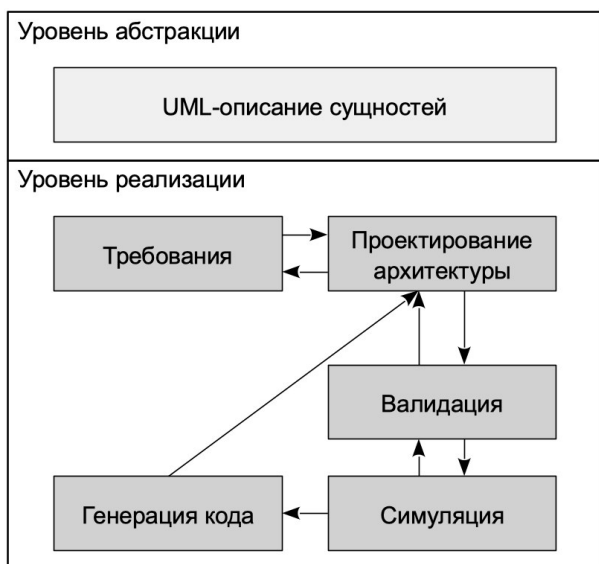 Уровень абстракции
UML-описание сущностей
Уровень реализации
Требования
Проектирование
архитектуры
Валидация
Генерация кода
Симуляция